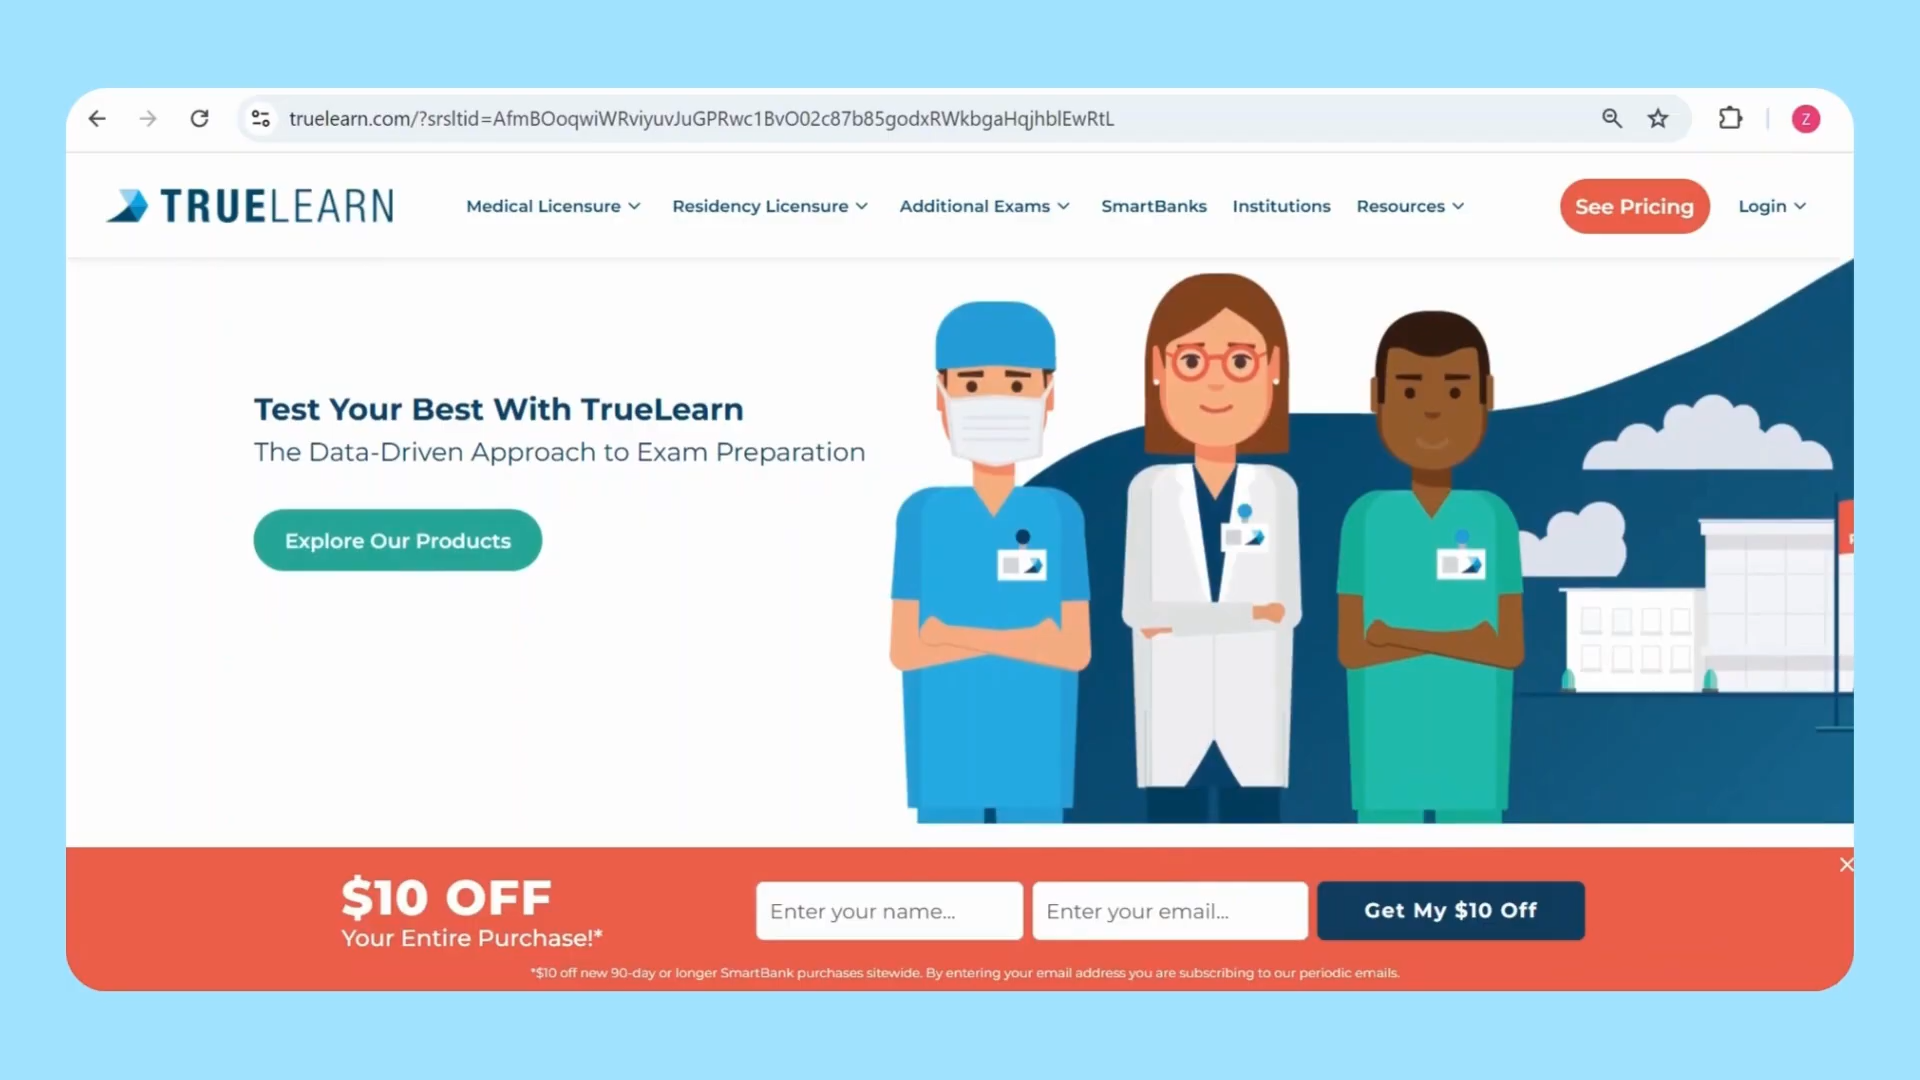 truelearn.com/?srsltid=AfmBOoqwiWRviyuvJuGPRwc1BvO02c87b85godxRWkbgaHqjhblEwRtL
Z
TRUELEARN
Medical Licensure
Residency Licensure
Additional Exams
SmartBanks
Institutions
Resources
See Pricing
Login
Test Your Best With TrueLearn
The Data-Driven Approach to Exam Preparation
Explore Our Products
$10 OFF
Your Entire Purchase!*
Enter your name...
Enter your email...
Get My $10 Off
*$10 off new 90-day or longer SmartBank purchases sitewide. By entering your email address you are subscribing to our periodic emails.